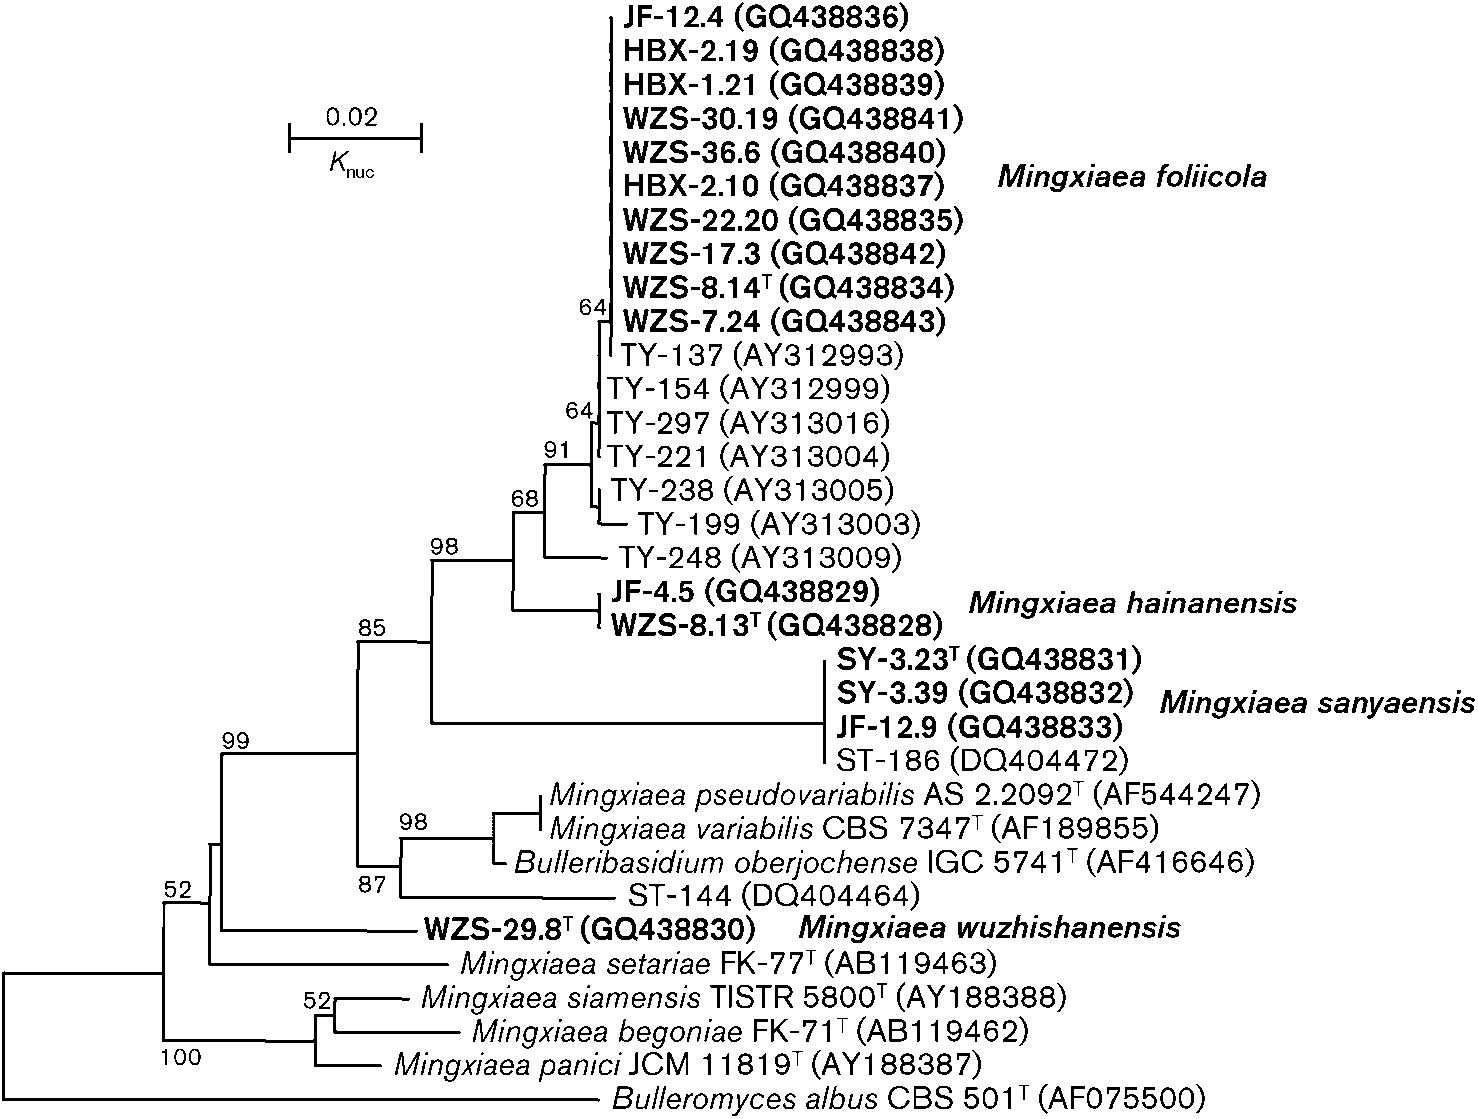 JF-12.4 (GQ438836)
HBX-2.19 (GQ438838)
HBX-1.21 (GQ438839)
0.02
WZS-30.19 (GQ438841)
WZS-36.6 (GQ438840)
Knuc
Mingxiaea foliicola
HBX-2.10 (GQ438837)
WZS-22.20 (GQ438835)
WZS-17.3 (GQ438842)
WZS-8.14ᵀ (GQ438834)
64
WZS-7.24 (GQ438843)
TY-137 (AY312993)
TY-154 (AY312999)
64
TY-297 (AY313016)
91
TY-221 (AY313004)
TY-238 (AY313005)
68
TY-199 (AY313003)
98
TY-248 (AY313009)
JF-4.5 (GQ438829)
Mingxiaea hainanensis
WZS-8.13ᵀ (GQ438828)
85
SY-3.23ᵀ (GQ438831)
SY-3.39 (GQ438832)
Mingxiaea sanyaensis
JF-12.9 (GQ438833)
99
ST-186 (DQ404472)
Mingxiaea pseudovariabilis AS 2.2092ᵀ (AF544247)
98
Mingxiaea variabilis CBS 7347ᵀ (AF189855)
Bulleribasidium oberjochense IGC 5741ᵀ (AF416646)
87
52
ST-144 (DQ404464)
WZS-29.8ᵀ (GQ438830) Mingxiaea wuzhishanensis
Mingxiaea setariae FK-77ᵀ (AB119463)
52
Mingxiaea siamensis TISTR 5800ᵀ (AY188388)
Mingxiaea begoniae FK-71ᵀ (AB119462)
100
Mingxiaea panici JCM 11819ᵀ (AY188387)
Bulleromyces albus CBS 501ᵀ (AF075500)